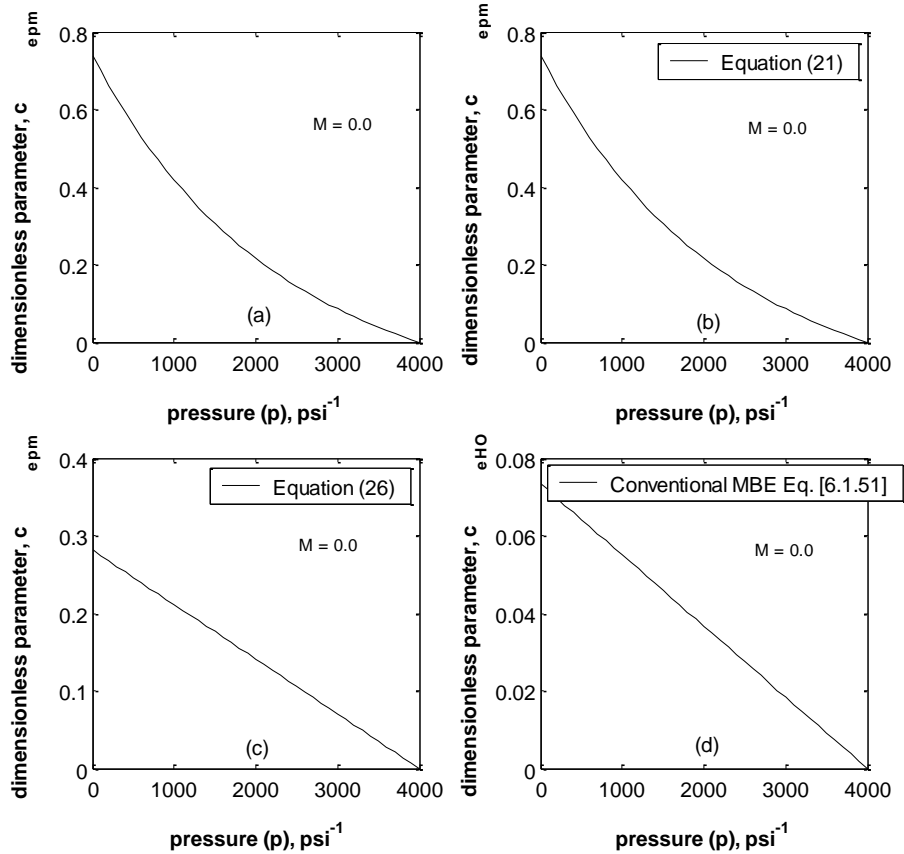 epm
dimensionless parameter, c
0.8
0.6
0.4
0.2
0
M = 0.0
(a)
0 1000 2000 3000 4000
pressure (p), psi-1
epm
dimensionless parameter, c
0.8
0.6
0.4
0.2
0
Equation (21)
M = 0.0
(b)
0 1000 2000 3000 4000
pressure (p), psi-1
epm
dimensionless parameter, c
0.4
0.3
0.2
0.1
0
Equation (26)
M = 0.0
(c)
0 1000 2000 3000 4000
pressure (p), psi-1
eHO
dimensionless parameter, c
0.08
0.06
0.04
0.02
0
Conventional MBE Eq. [6.1.51]
M = 0.0
(d)
0 1000 2000 3000 4000
pressure (p), psi-1